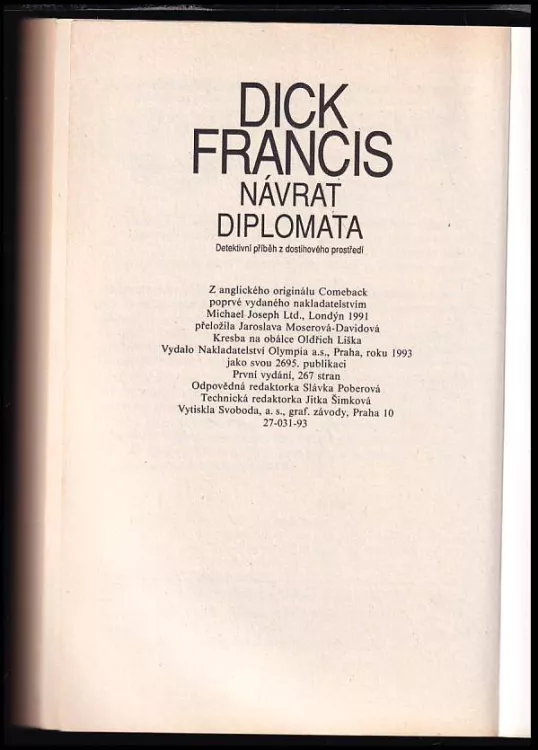 DICK
FRANCIS
NÁVRAT
DIPLOMATA
Detektivní příběh z dostihového prostředí
Z anglického originálu Comeback
poprvé vydaného nakladatelstvím
Michael Joseph Ltd., Londýn 1991
přeložila Jaroslava Moserová-Davidová
Kresba na obálce Oldřich Liška
Vydalo Nakladatelství Olympia a.s., Praha, roku 1993
jako svou 2695. publikaci
První vydání, 267 stran
Odpovědná redaktorka Slávka Poberová
Technická redaktorka Jitka Šimková
Vytiskla Svoboda, a. s., graf. závody, Praha 10
27-031-93